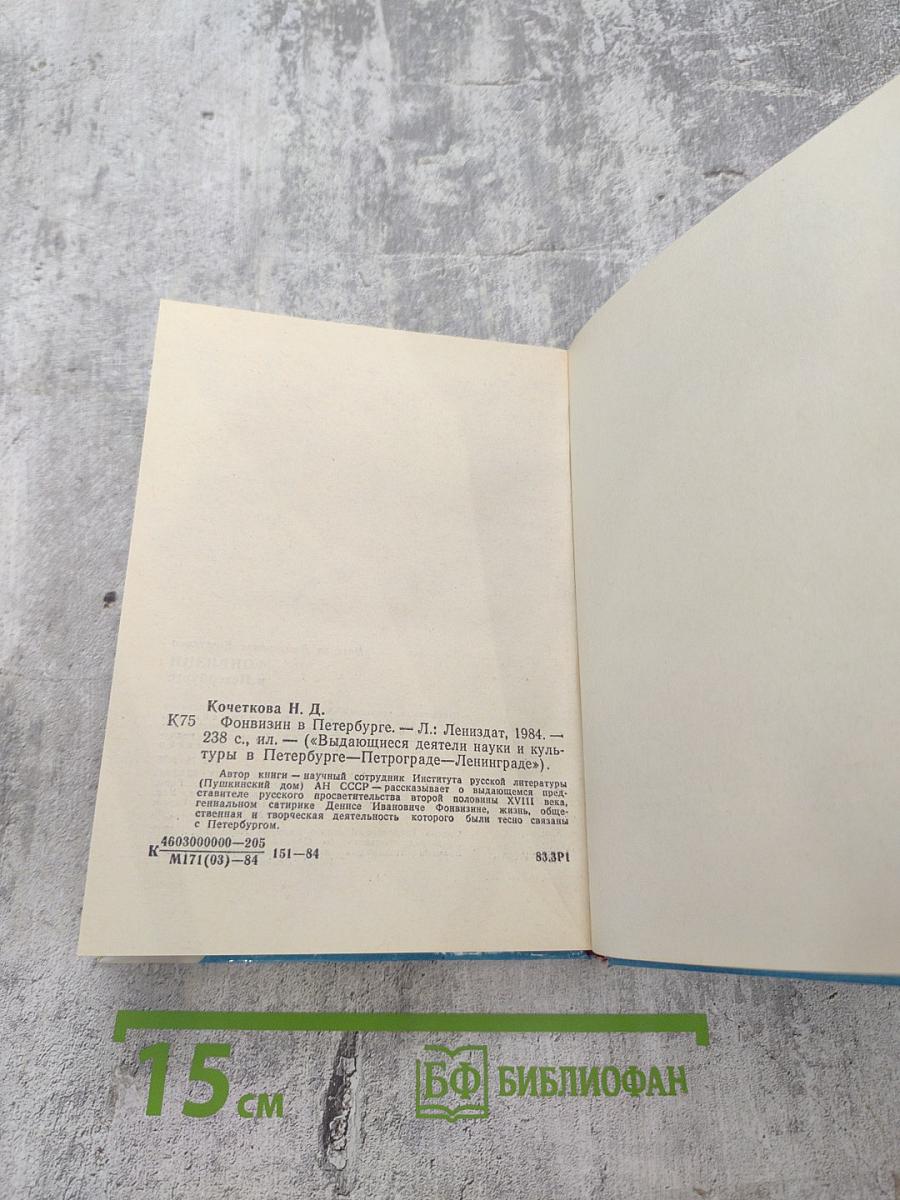 Кочеткова Н. Д.
К75 Фонвизин в Петербурге. — Л.: Лениздат, 1984. —
238 с., ил. — («Выдающиеся деятели науки и куль-
туры в Петербурге—Петрограде—Ленинграде»).
Автор книги — научный сотрудник Института русской литературы
(Пушкинский дом) АН СССР — рассказывает о выдающемся пред-
ставителе русского просветительства второй половины XVIII века,
гениальном сатирике Денисе Ивановиче Фонвизине, жизнь, обще-
ственная и творческая деятельность которого были тесно связаны
с Петербургом.
К 4603000000—205
М171(03)—84 151—84 83.3Р1
15 см БФ БИБЛИОФАН